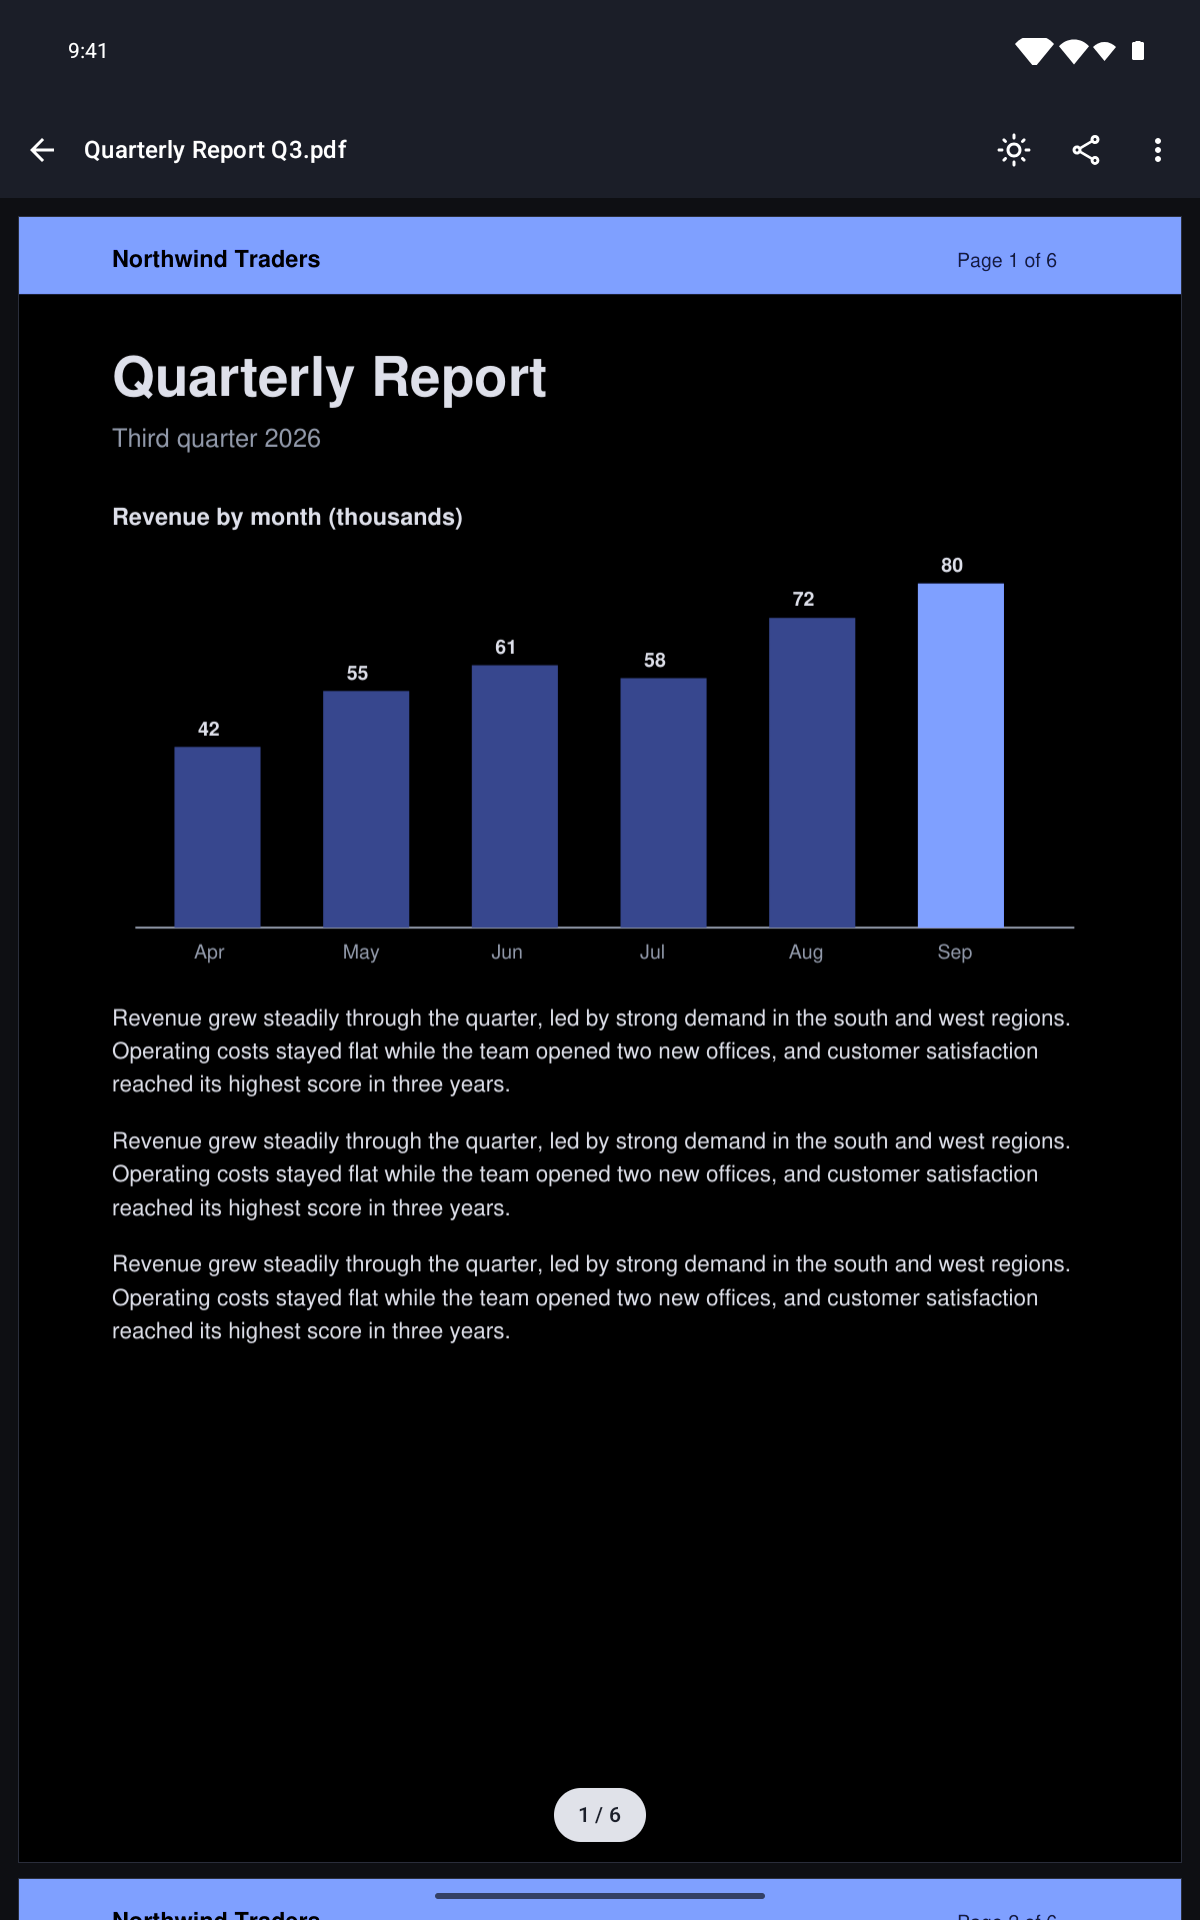 9:41
Quarterly Report Q3.pdf
Northwind Traders
Page 1 of 6
Quarterly Report
Third quarter 2026
Revenue by month (thousands)
42
55
61
58
72
80
Apr
May
Jun
Jul
Aug
Sep
Revenue grew steadily through the quarter, led by strong demand in the south and west regions.
Operating costs stayed flat while the team opened two new offices, and customer satisfaction
reached its highest score in three years.
Revenue grew steadily through the quarter, led by strong demand in the south and west regions.
Operating costs stayed flat while the team opened two new offices, and customer satisfaction
reached its highest score in three years.
Revenue grew steadily through the quarter, led by strong demand in the south and west regions.
Operating costs stayed flat while the team opened two new offices, and customer satisfaction
reached its highest score in three years.
1 / 6
Northwind Traders
Page 2 of 6